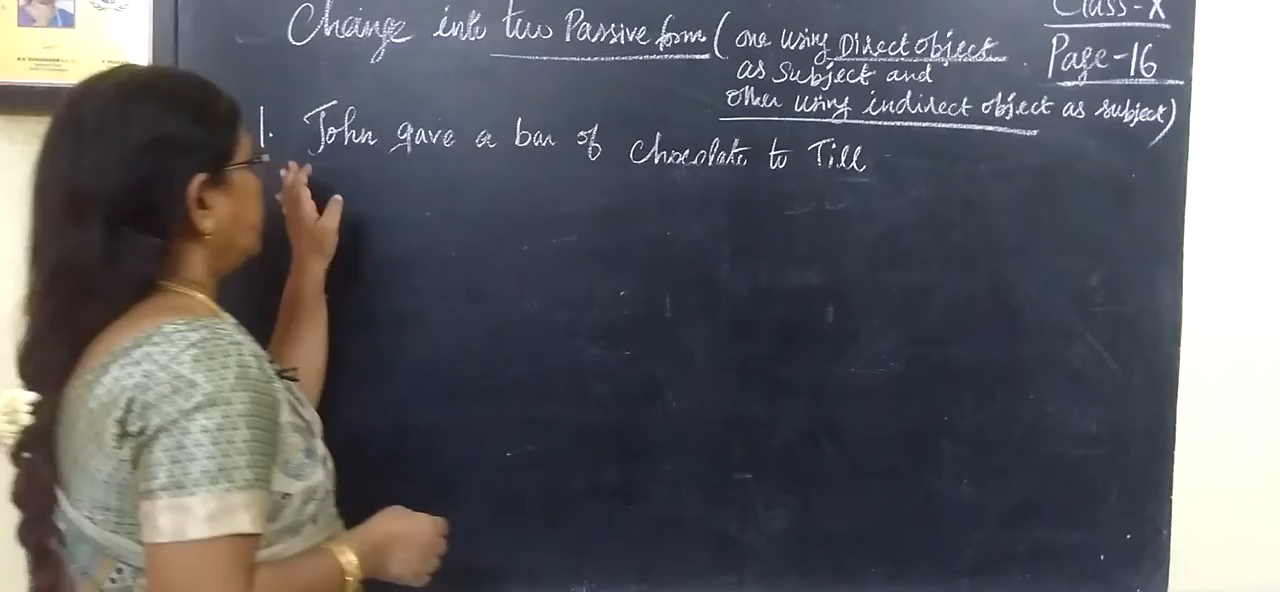 Change into two Passive form ( one using Direct object
as subject and
other using indirect object as subject)
Class-X
Page-16
1. John gave a bar of Chocolate to Till